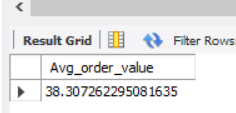 Result Grid Filter Rows:
Avg_order_value
38.307262295081635